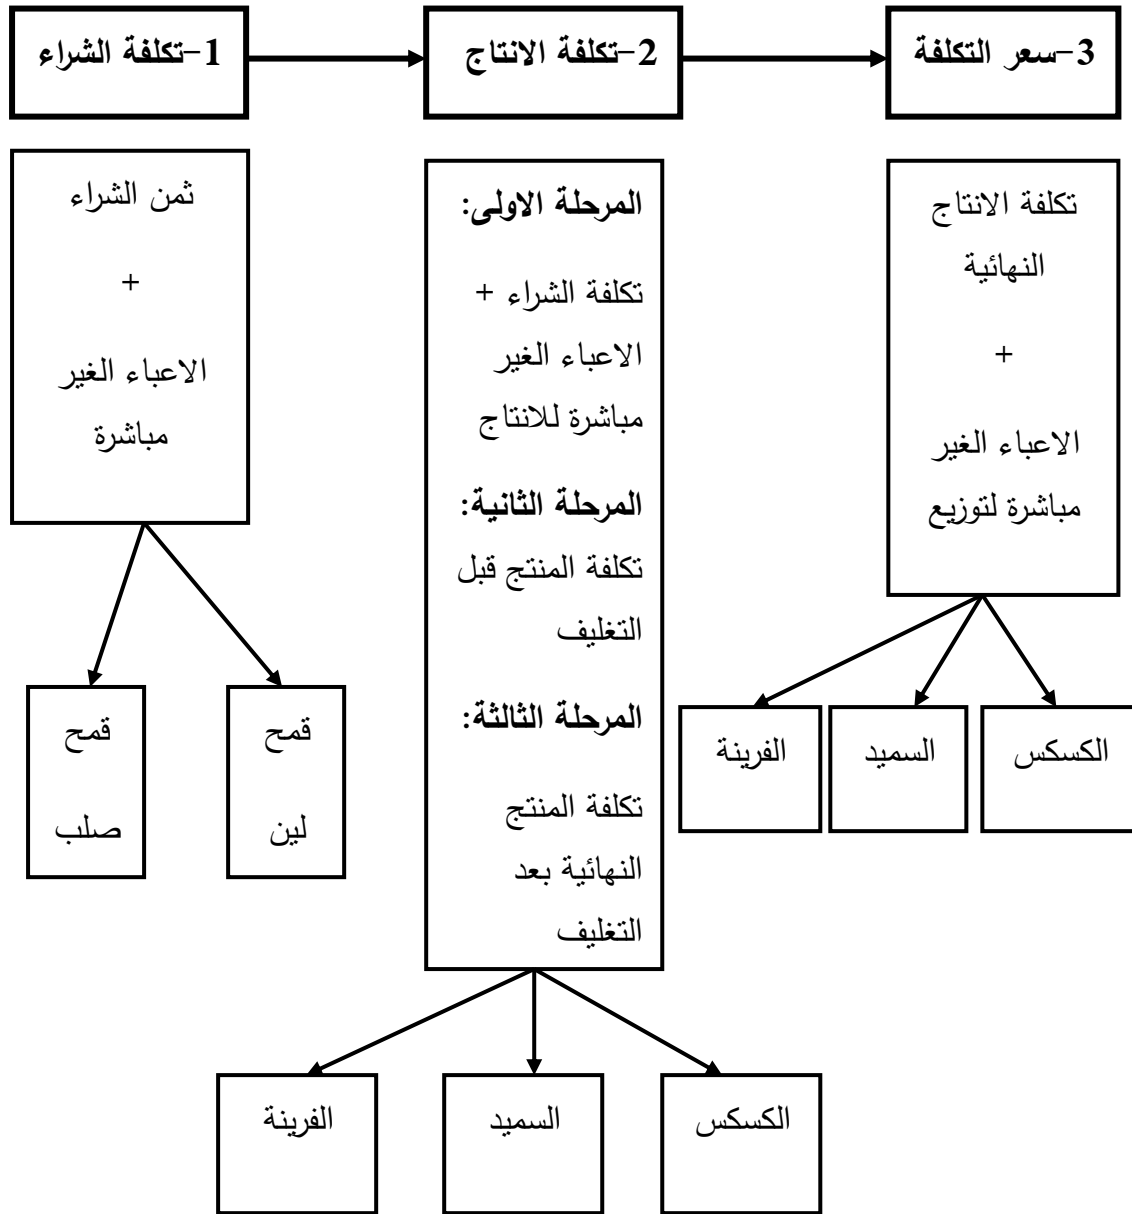 1-تكلفة الشراء
2-تكلفة الانتاج
3-سعر التكلفة
ثمن الشراء
+
الاعباء الغير
مباشرة
قمح
صلب
قمح
لين
المرحلة الاولى:
تكلفة الشراء +
الاعباء الغير
مباشرة للانتاج
المرحلة الثانية:
تكلفة المنتج قبل
التغليف
المرحلة الثالثة:
تكلفة المنتج
النهائية بعد
التغليف
الفرينة
السميد
الكسكس
تكلفة الانتاج
النهائية
+
الاعباء الغير
مباشرة لتوزيع
الفرينة
السميد
الكسكس